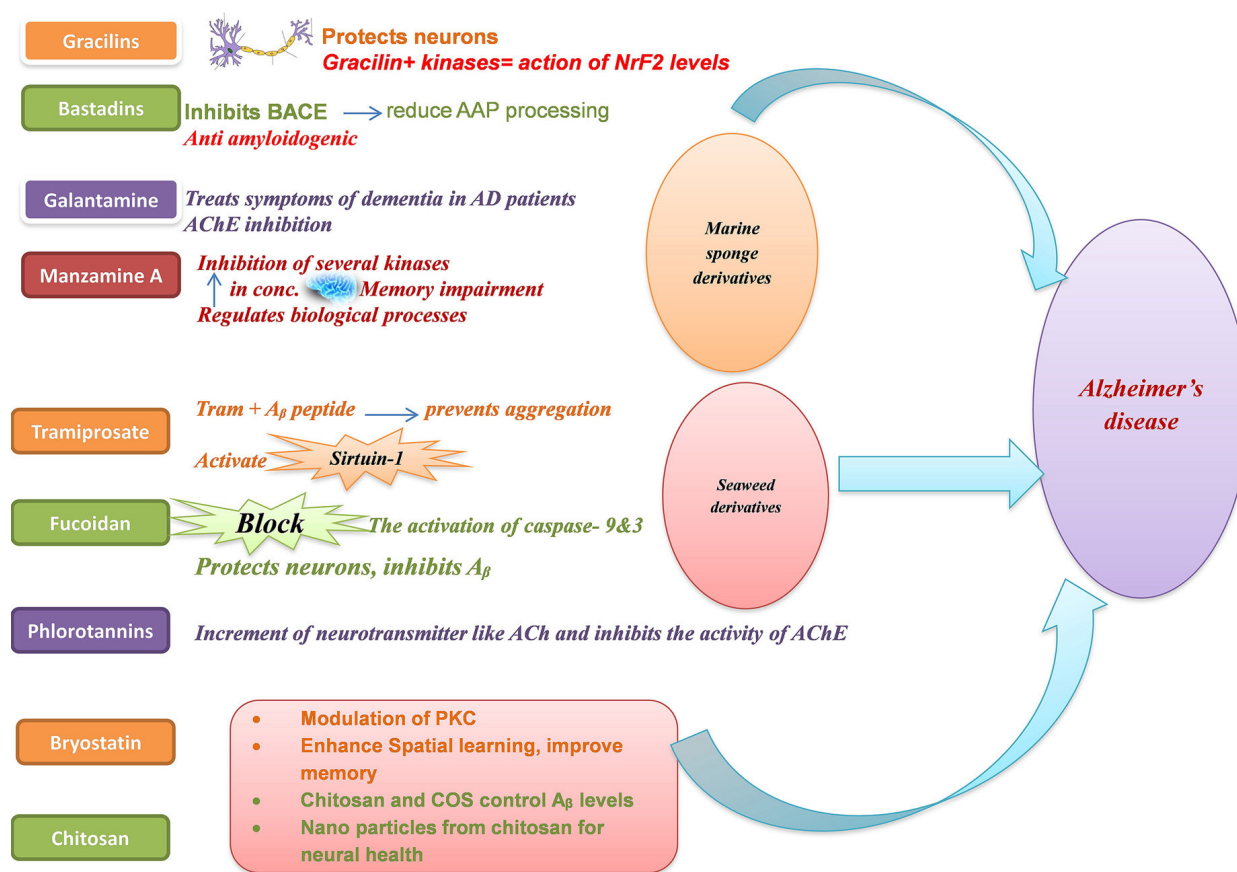 Gracilins
Protects neurons
Gracilin+ kinases= action of NrF2 levels
Bastadins
Inhibits BACE
reduce AAP processing
Anti amyloidogenic
Galantamine
Treats symptoms of dementia in AD patients
AChE inhibition
Manzamine A
Inhibition of several kinases
in conc.
Memory impairment
Regulates biological processes
Marine
sponge
derivatives
Alzheimer’s
disease
Tramiprosate
Tram + Aβ peptide
prevents aggregation
Activate
Sirtuin-1
Seaweed
derivatives
Fucoidan
Block
The activation of caspase- 9&3
Protects neurons, inhibits Aβ
Phlorotannins
Increment of neurotransmitter like ACh and inhibits the activity of AChE
Bryostatin
Chitosan
• Modulation of PKC
• Enhance Spatial learning, improve
memory
• Chitosan and COS control Aβ levels
• Nano particles from chitosan for
neural health